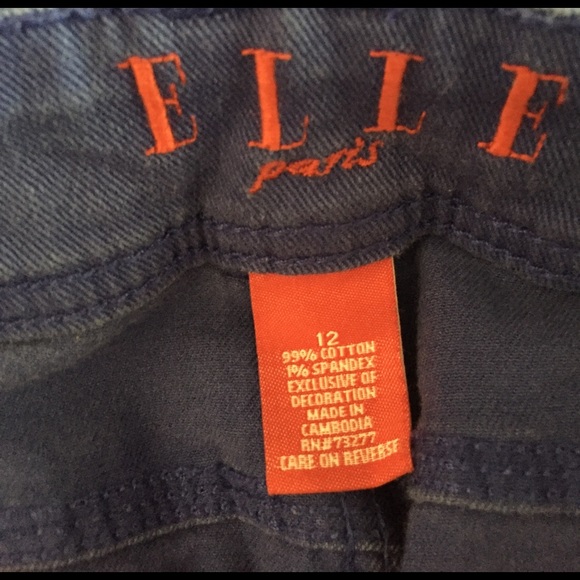 ELLE
paris
12
99% COTTON
1% SPANDEX
EXCLUSIVE OF
DECORATION
MADE IN
CAMBODIA
RN#73277
CARE ON REVERSE